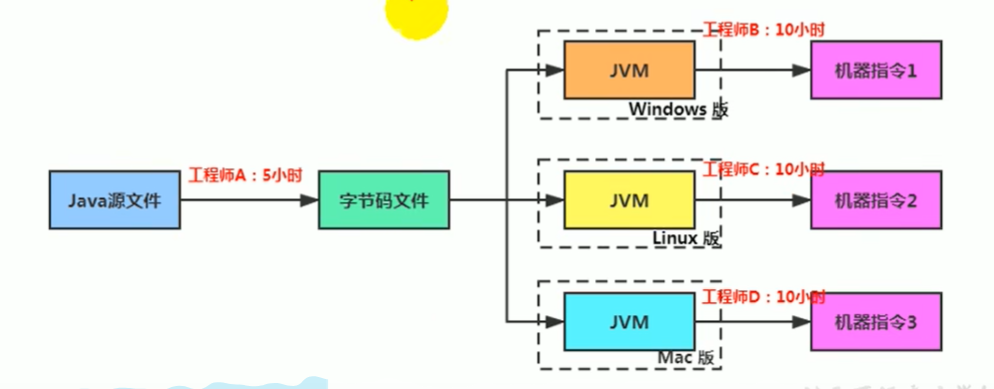 工程师B：10小时
JVM
机器指令1
Windows 版
工程师A：5小时
工程师C：10小时
Java源文件
字节码文件
JVM
机器指令2
Linux 版
工程师D：10小时
JVM
机器指令3
Mac 版